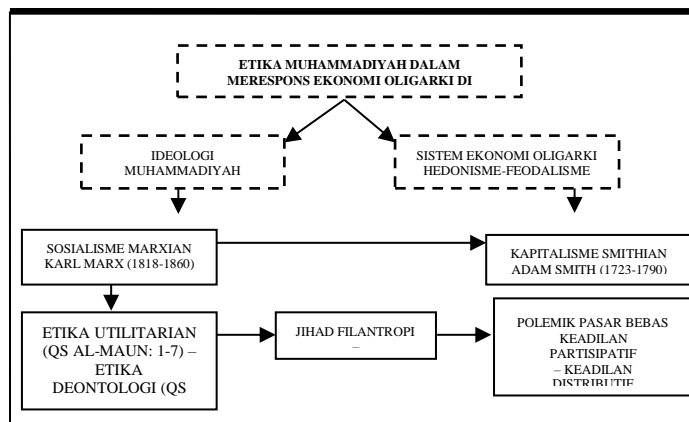 ETIKA MUHAMMADIYAH DALAM
MERESPONS EKONOMI OLIGARKI DI
IDEOLOGI
MUHAMMADIYAH
SISTEM EKONOMI OLIGARKI
HEDONISME-FEODALISME
SOSIALISME MARXIAN
KARL MARX (1818-1860)
KAPITALISME SMITHIAN
ADAM SMITH (1723-1790)
ETIKA UTILITARIAN
(QS AL-MAUN: 1-7) –
ETIKA
DEONTOLOGI (QS
JIHAD FILANTROPI
–
POLEMIK PASAR BEBAS
KEADILAN
PARTISIPATIF
– KEADILAN
DISTRIBUTIF